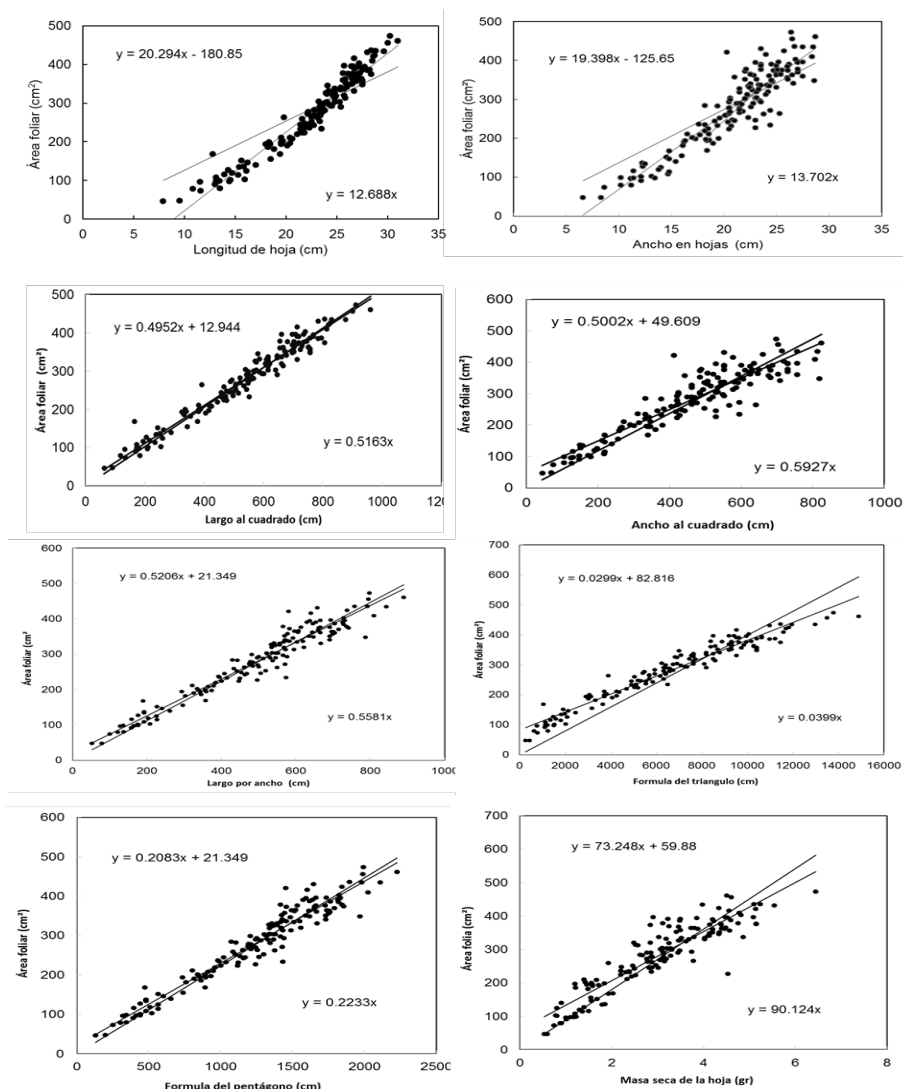 500
400
300
200
100
0
Área foliar (cm²)
y = 20.294x - 180.85
y = 12.688x
0 5 10 15 20 25 30 35
Longitud de hoja (cm)
500
400
300
200
100
0
Área foliar (cm²)
y = 19.398x - 125.65
y = 13.702x
0 5 10 15 20 25 30 35
Ancho en hojas (cm)
500
400
300
200
100
0
Área foliar (cm²)
y = 0.4952x + 12.944
y = 0.5163x
0 200 400 600 800 1000 120
Largo al cuadrado (cm)
600
500
400
300
200
100
0
Área foliar (cm²)
y = 0.5002x + 49.609
y = 0.5927x
0 200 400 600 800 1000
Ancho al cuadrado (cm)
600
500
400
300
200
100
0
Área foliar (cm²)
y = 0.5206x + 21.349
y = 0.5581x
0 200 400 600 800 1000
Largo por ancho (cm)
700
600
500
400
300
200
100
0
Área foliar (cm²)
y = 0.0299x + 82.816
y = 0.0399x
0 2000 4000 6000 8000 10000 12000 14000 16000
Formula del triangulo (cm)
600
500
400
300
200
100
0
Área foliar (cm²)
y = 0.2083x + 21.349
y = 0.2233x
0 500 1000 1500 2000 2500
Formula del pentágono (cm)
700
600
500
400
300
200
100
0
Área folia (cm²)
y = 73.248x + 59.88
y = 90.124x
0 2 4 6 8
Masa seca de la hoja (gr)